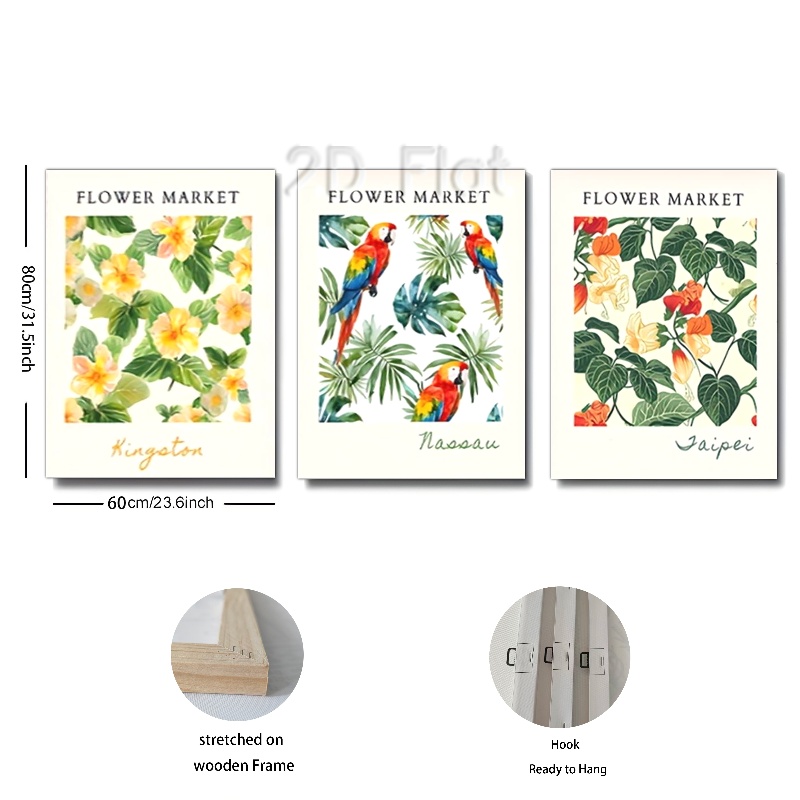 2D Flat
FLOWER MARKET
FLOWER MARKET
FLOWER MARKET
80cm/31.5inch
Kingston
Nassau
Taipei
60cm/23.6inch
stretched on
wooden Frame
Hook
Ready to Hang